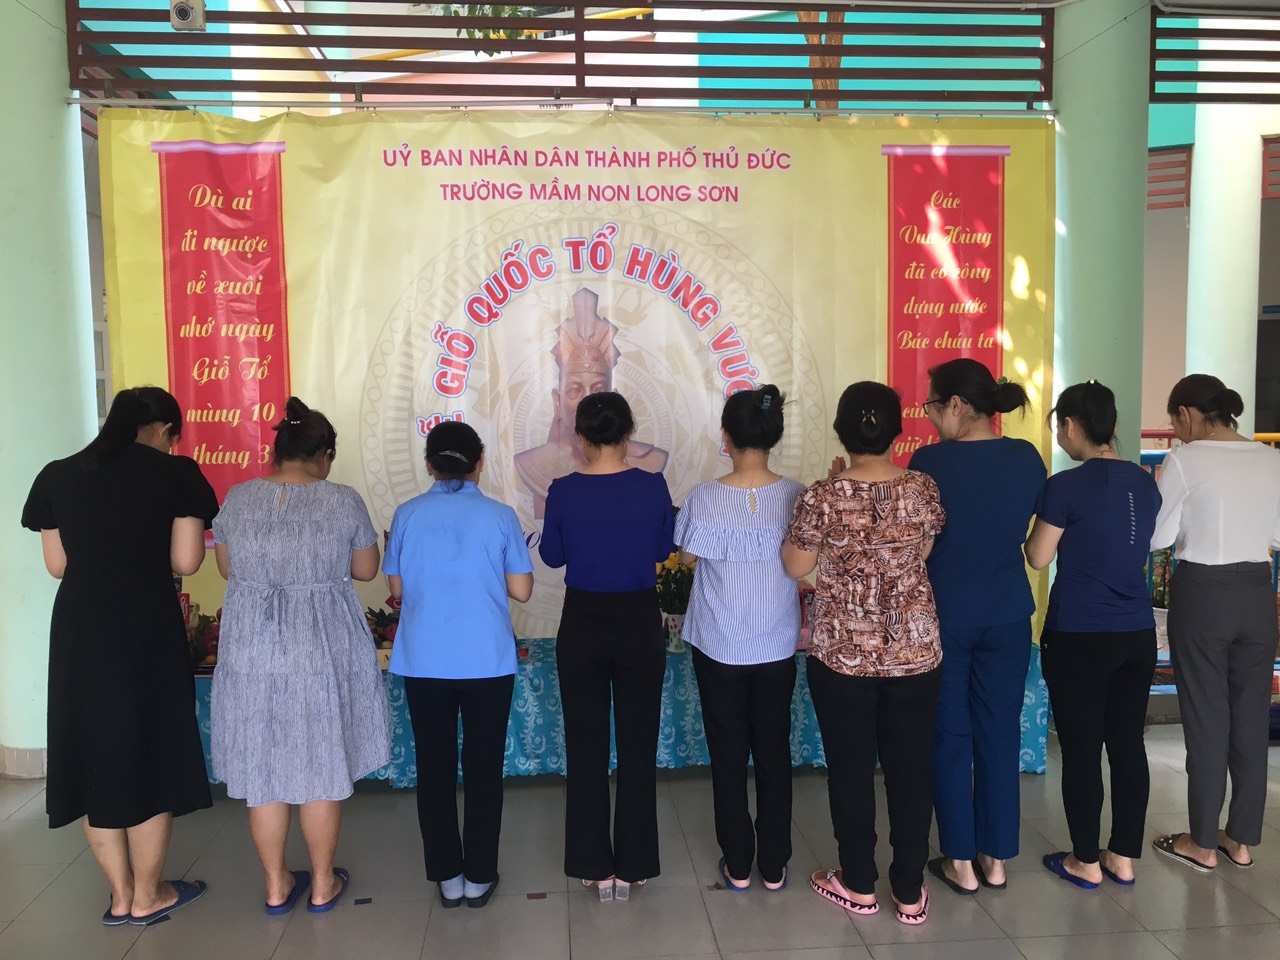 UỶ BAN NHÂN DÂN THÀNH PHỐ THỦ ĐỨC
TRƯỜNG MẦM NON LONG SƠN
GIỖ QUỐC TỔ HÙNG
Dù ai
đi ngược
về xuôi
nhớ ngày
Giỗ Tổ
mùng 10
tháng 3
Các
Vua Hùng
đã có công
dựng nước
Bác cháu ta